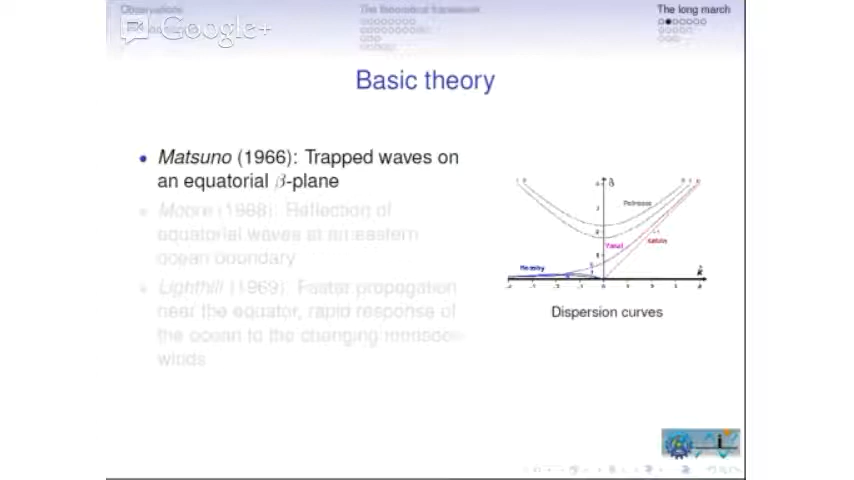 Observations
The theoretical framework
The long march
Google+
Basic theory
• Matsuno (1966): Trapped waves on
an equatorial β-plane
• Moore (1968): Reflection of
equatorial waves at an eastern
ocean boundary
• Lighthill (1969): Faster propagation
near the equator, rapid response of
the ocean to the changing monsoon
winds
Poincare
Yanai
Kelvin
Rossby
k
Dispersion curves